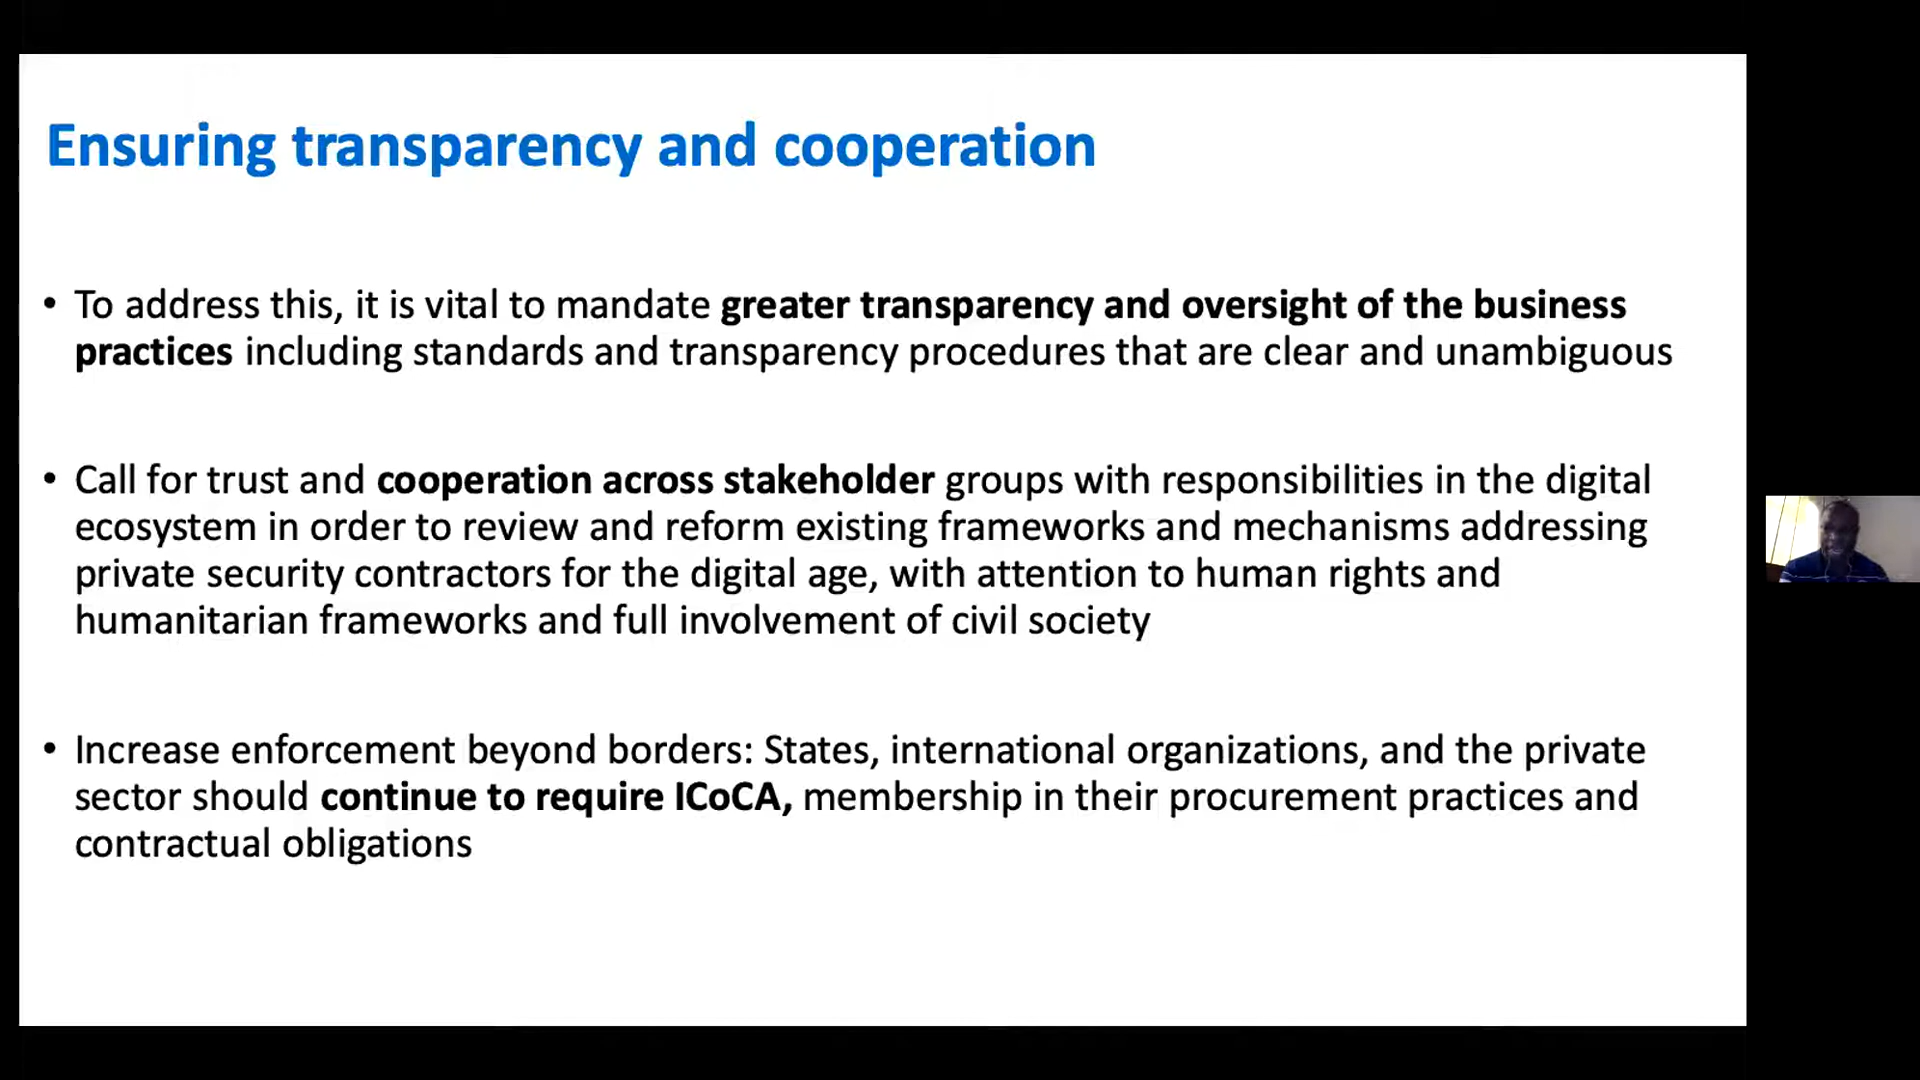 Ensuring transparency and cooperation
• To address this, it is vital to mandate greater transparency and oversight of the business
practices including standards and transparency procedures that are clear and unambiguous
• Call for trust and cooperation across stakeholder groups with responsibilities in the digital
ecosystem in order to review and reform existing frameworks and mechanisms addressing
private security contractors for the digital age, with attention to human rights and
humanitarian frameworks and full involvement of civil society
• Increase enforcement beyond borders: States, international organizations, and the private
sector should continue to require ICoCA, membership in their procurement practices and
contractual obligations